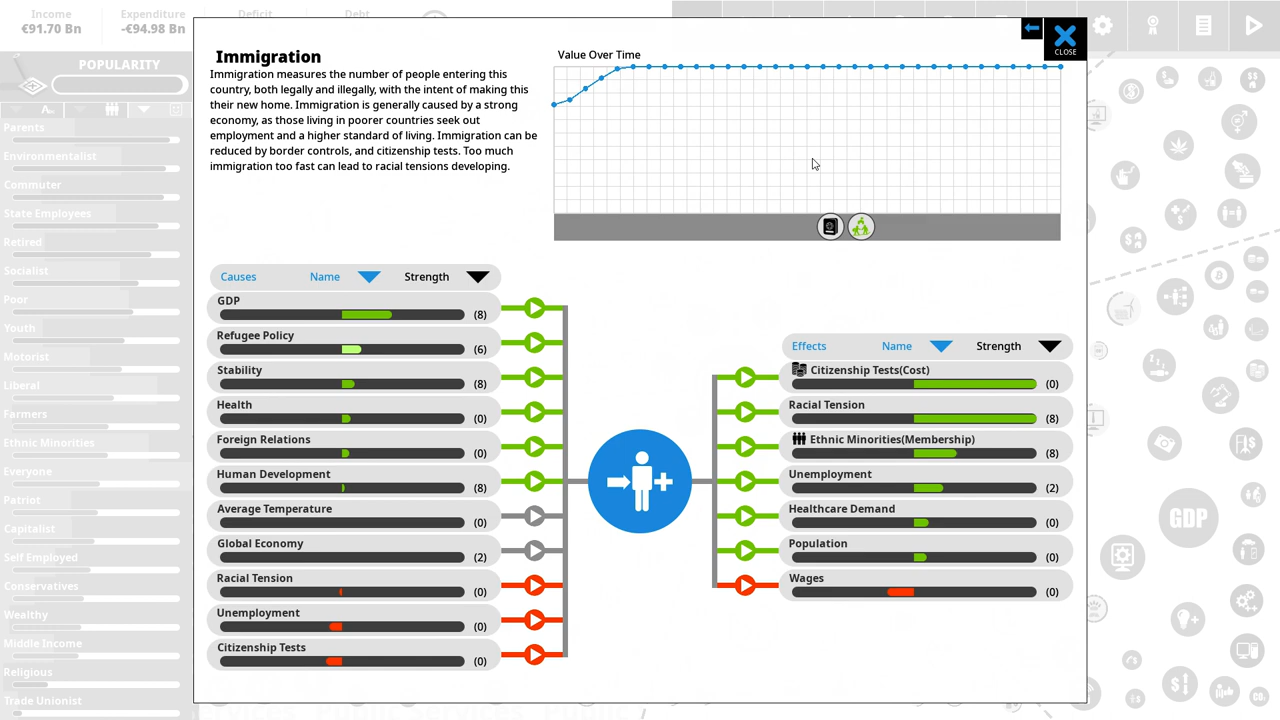 Income
Expenditure
Deficit
Debt
€91.70 Bn
-€94.98 Bn
POPULARITY
Parents
Environmentalist
Commuter
State Employees
Retired
Socialist
Poor
Youth
Motorist
Liberal
Farmers
Ethnic Minorities
Everyone
Patriot
Capitalist
Self Employed
Conservatives
Wealthy
Middle Income
Religious
Trade Unionist
CLOSE
Immigration
Immigration measures the number of people entering this
country, both legally and illegally, with the intent of making this
their new home. Immigration is generally caused by a strong
economy, as those living in poorer countries seek out
employment and a higher standard of living. Immigration can be
reduced by border controls, and citizenship tests. Too much
immigration too fast can lead to racial tensions developing.
Value Over Time
Causes Name Strength
GDP
(8)
Refugee Policy
(6)
Stability
(8)
Health
(0)
Foreign Relations
(0)
Human Development
(8)
Average Temperature
(0)
Global Economy
(2)
Racial Tension
(0)
Unemployment
(0)
Citizenship Tests
(0)
Effects Name Strength
Citizenship Tests(Cost)
(0)
Racial Tension
(8)
Ethnic Minorities(Membership)
(8)
Unemployment
(2)
Healthcare Demand
(0)
Population
(0)
Wages
(0)
GDP
Public Services